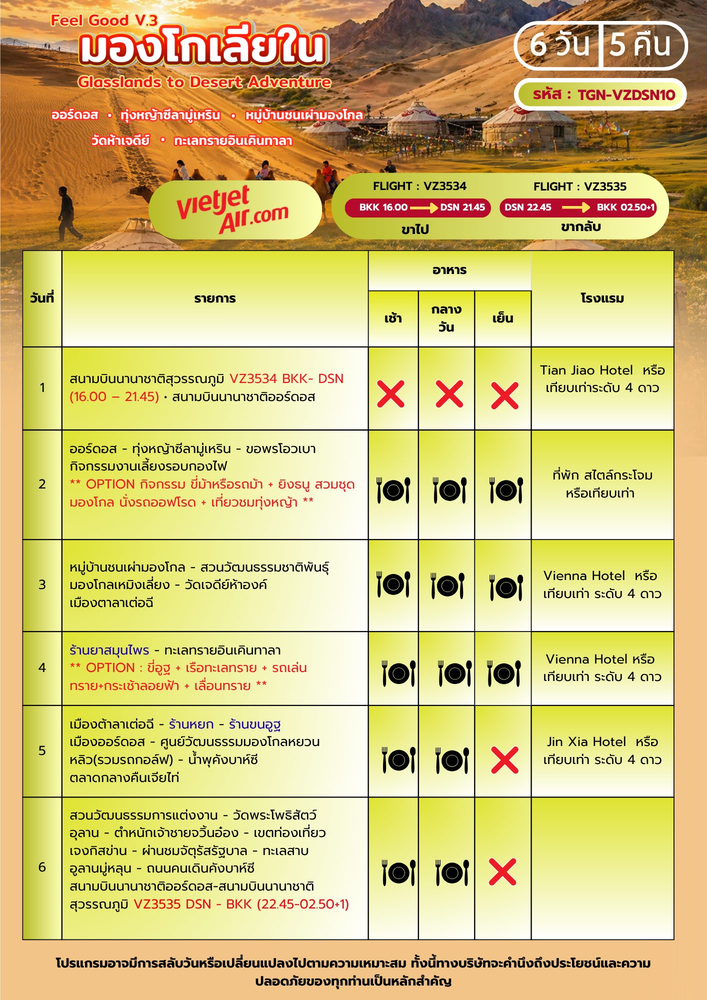 Feel Good V.3
มองโกเลียใน
Glasslands to Desert Adventure
ออร์ดอส • ทุ่งหญ้าซีลามู่เหริน • หมู่บ้านชนเผ่ามองโกล
วัดห้าเจดีย์ • ทะเลทรายอินเคินทาลา
6 วัน 5 คืน
รหัส : TGN-VZDSN10
vietjet
Air.com
FLIGHT : VZ3534
BKK 16.00 DSN 21.45
ขาไป
FLIGHT : VZ3535
DSN 22.45 BKK 02.50+1
ขากลับ
วันที่
รายการ
อาหาร
เช้า
กลาง
วัน
เย็น
โรงแรม
1
สนามบินนานาชาติสุวรรณภูมิ VZ3534 BKK- DSN
(16.00 – 21.45) • สนามบินนานาชาติออร์ดอส
Tian Jiao Hotel หรือ
เทียบเท่าระดับ 4 ดาว
2
ออร์ดอส - ทุ่งหญ้าซีลามู่เหริน - ขอพรโอวเบา
กิจกรรมงานเลี้ยงรอบกองไฟ
** OPTION กิจกรรม ขี่ม้าหรือรถม้า + ยิงธนู สวมชุด
มองโกล นั่งรถออฟโรด + เที่ยวชมทุ่งหญ้า **
ที่พัก สไตล์กระโจม
หรือเทียบเท่า
3
หมู่บ้านชนเผ่ามองโกล - สวนวัฒนธรรมชาติพันธุ์
มองโกลเหมิงเลี่ยง - วัดเจดีย์ห้าองค์
เมืองตาลาเต่อฉี
Vienna Hotel หรือ
เทียบเท่า ระดับ 4 ดาว
4
ร้านยาสมุนไพร - ทะเลทรายอินเคินทาลา
** OPTION : ขี่อูฐ + เรือทะเลทราย + รถเล่น
ทราย+กระเช้าลอยฟ้า + เลื่อนทราย **
Vienna Hotel หรือ
เทียบเท่า ระดับ 4 ดาว
5
เมืองต้าลาเต่อฉี - ร้านหยก - ร้านขนอูฐ
เมืองออร์ดอส - ศูนย์วัฒนธรรมมองโกลหยวน
หลิว(รวมรถกอล์ฟ) - น้ำพุคังบาห์ซี
ตลาดกลางคืนเจียไท่
Jin Xia Hotel หรือ
เทียบเท่า ระดับ 4 ดาว
6
สวนวัฒนธรรมการแต่งงาน - วัดพระโพธิสัตว์
อุลาน - ตำหนักเจ้าชายจวิ้นอ๋อง - เขตท่องเที่ยว
เจงกิสข่าน - ผ่านชมจัตุรัสรัฐบาล - ทะเลสาบ
อูลานมู่หลุน - ถนนคนเดินคังบาห์ซี
สนามบินนานาชาติออร์ดอส-สนามบินนานาชาติ
สุวรรณภูมิ VZ3535 DSN - BKK (22.45-02.50+1)
โปรแกรมอาจมีการสลับวันหรือเปลี่ยนแปลงไปตามความเหมาะสม ทั้งนี้ทางบริษัทจะคำนึงถึงประโยชน์และความ
ปลอดภัยของทุกท่านเป็นหลักสำคัญ